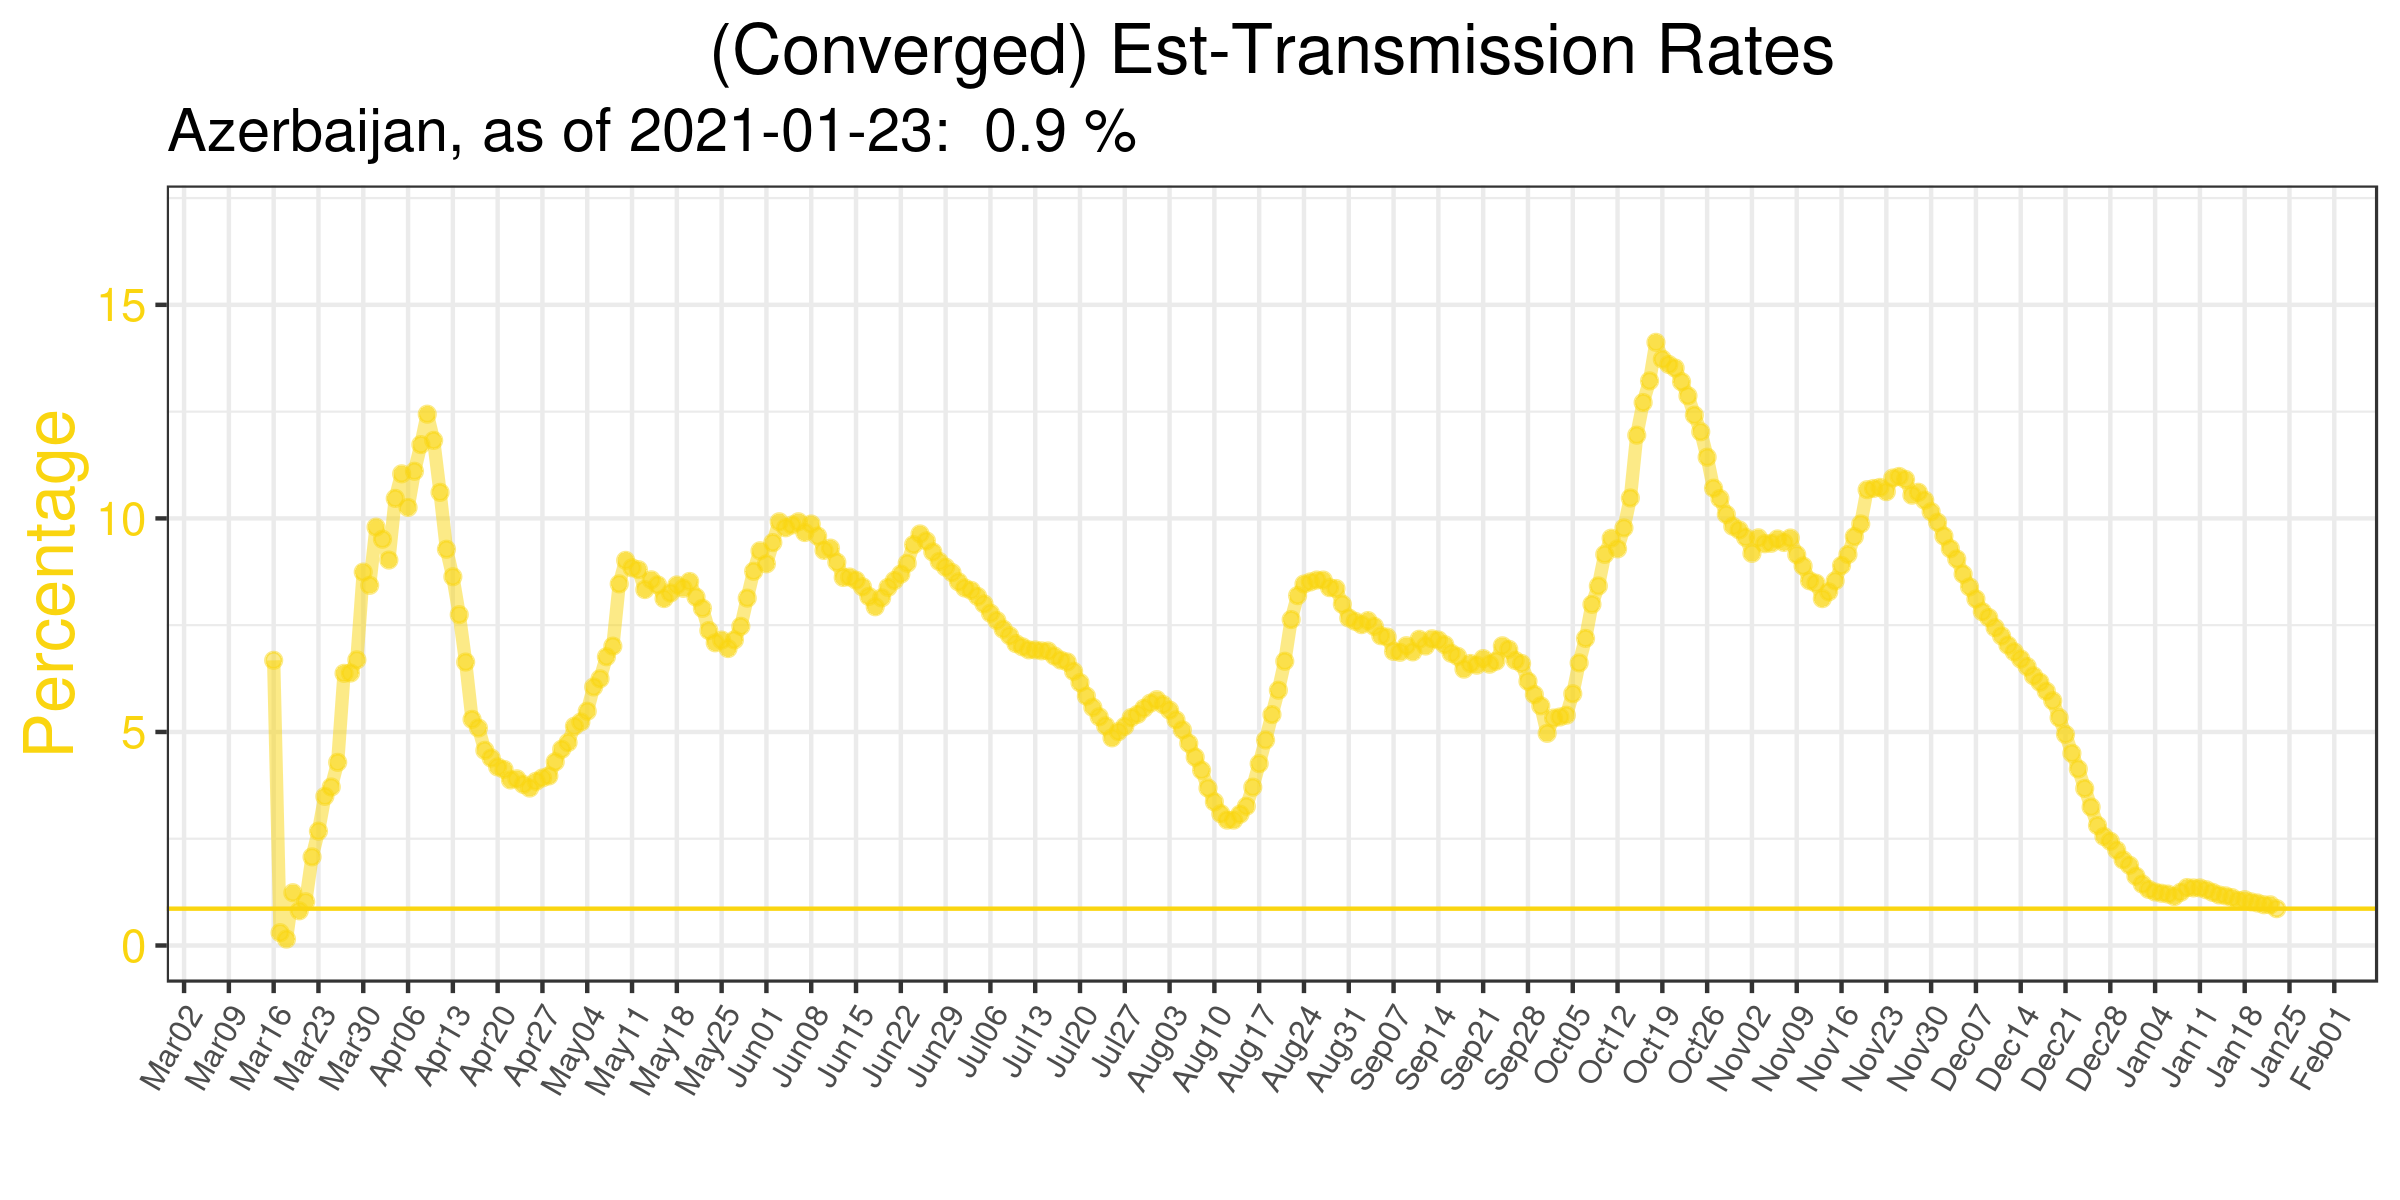 (Converged) Est-Transmission Rates
Azerbaijan, as of 2021-01-23:  0.9 %
Percentage
15
10
5
0
Mar02
Mar09
Mar16
Mar23
Mar30
Apr06
Apr13
Apr20
Apr27
May04
May11
May18
May25
Jun01
Jun08
Jun15
Jun22
Jun29
Jul06
Jul13
Jul20
Jul27
Aug03
Aug10
Aug17
Aug24
Aug31
Sep07
Sep14
Sep21
Sep28
Oct05
Oct12
Oct19
Oct26
Nov02
Nov09
Nov16
Nov23
Nov30
Dec07
Dec14
Dec21
Dec28
Jan04
Jan11
Jan18
Jan25
Feb01